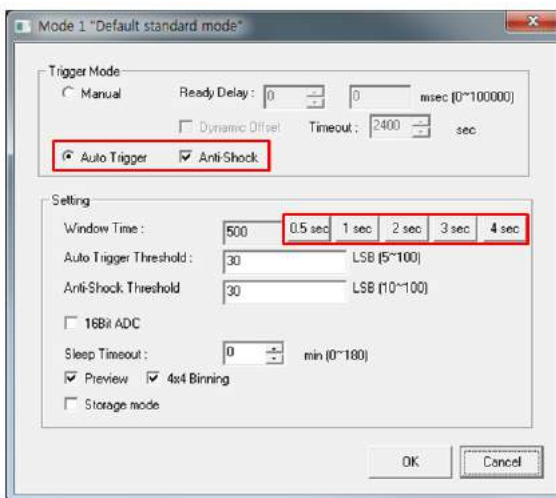 Mode 1 "Default standard mode"
Trigger Mode
Manual Ready Delay : 0 0 msec (0~100000)
Dynamic Offset Timeout : 2400 sec
Auto Trigger Anti-Shock
Setting
Window Time : 500 0.5 sec 1 sec 2 sec 3 sec 4 sec
Auto Trigger Threshold : 30 LSB (5~100)
Anti-Shock Threshold 30 LSB (10~100)
16Bit ADC
Sleep Timeout : 0 min (0~180)
Preview 4x4 Binning
Storage mode
OK Cancel